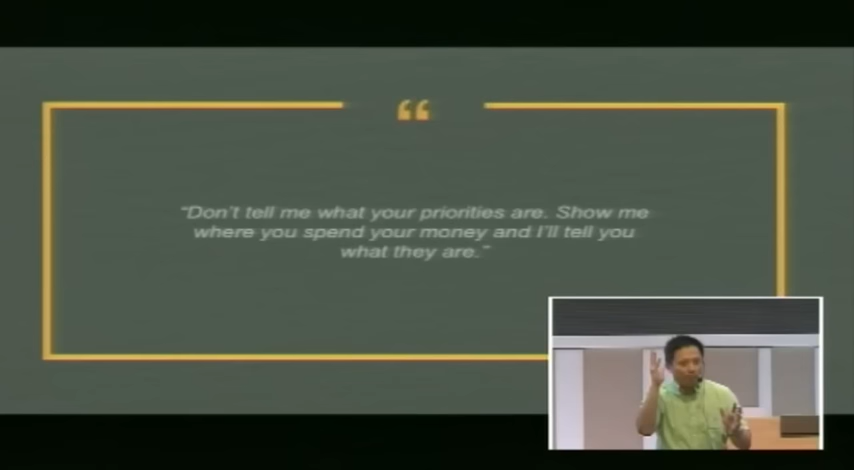 “
“Don't tell me what your priorities are. Show me
where you spend your money and I'll tell you
what they are.”